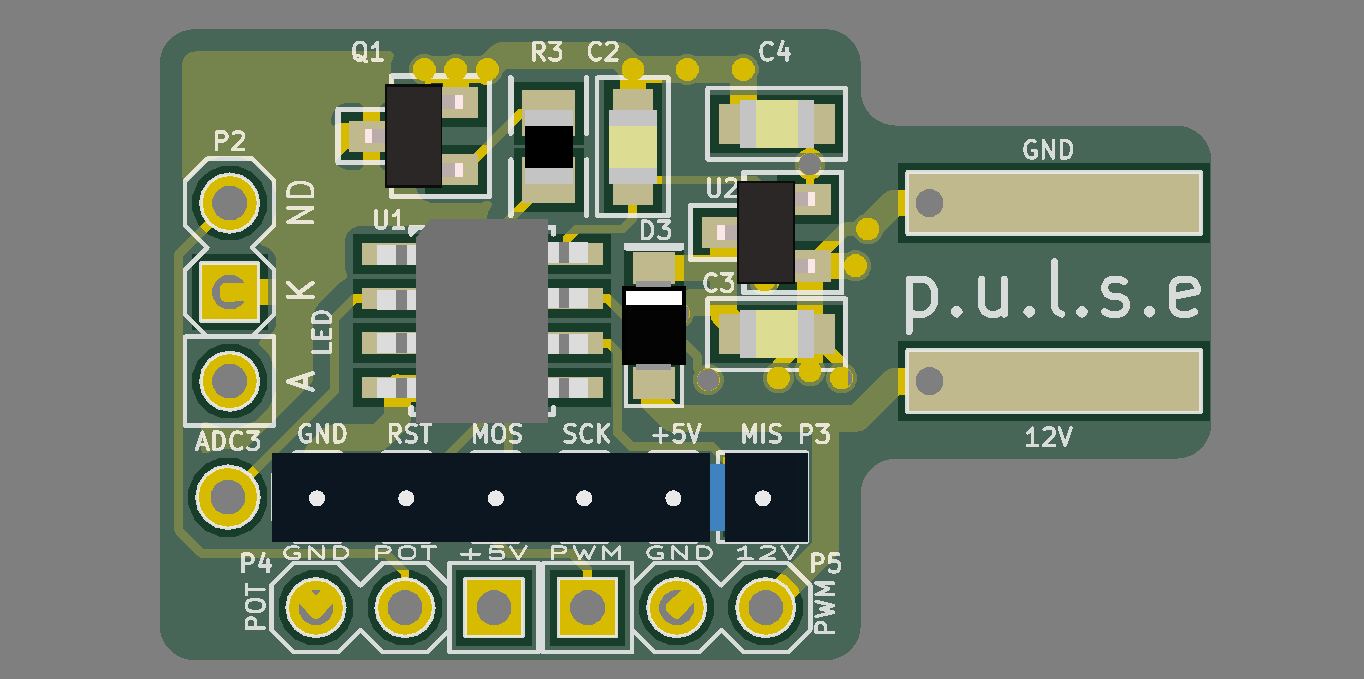 Q1
R3
C2
C4
P2
GND
ND
U2
U1
D3
K
C3
p.u.l.s.e
LED
A
ADC3
GND
RST
MOS
SCK
+5V
MIS
P3
12V
GND
POT
+5V
PWM
GND
12V
P4
P5
POT
PWM